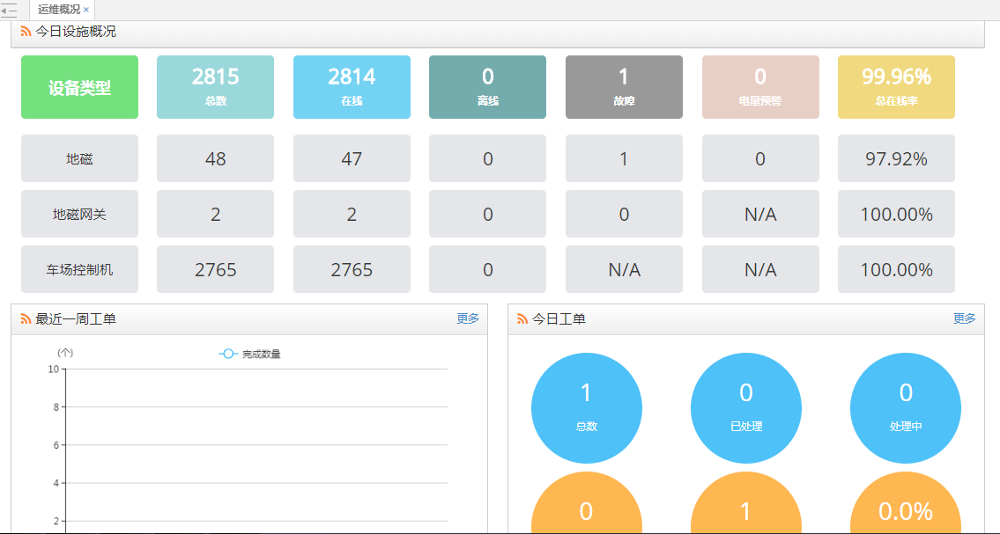 运维概况 ×
今日设施概况
设备类型 2815 2814 0 1 0 99.96%
总数 在线 离线 故障 电量预警 总在线率
地磁 48 47 0 1 0 97.92%
地磁网关 2 2 0 0 N/A 100.00%
车场控制机 2765 2765 0 N/A N/A 100.00%
最近一周工单 更多
(个) 完成数量
10
8
6
4
2
今日工单 更多
1 0 0
总数 已处理 处理中
0 1 0.0%